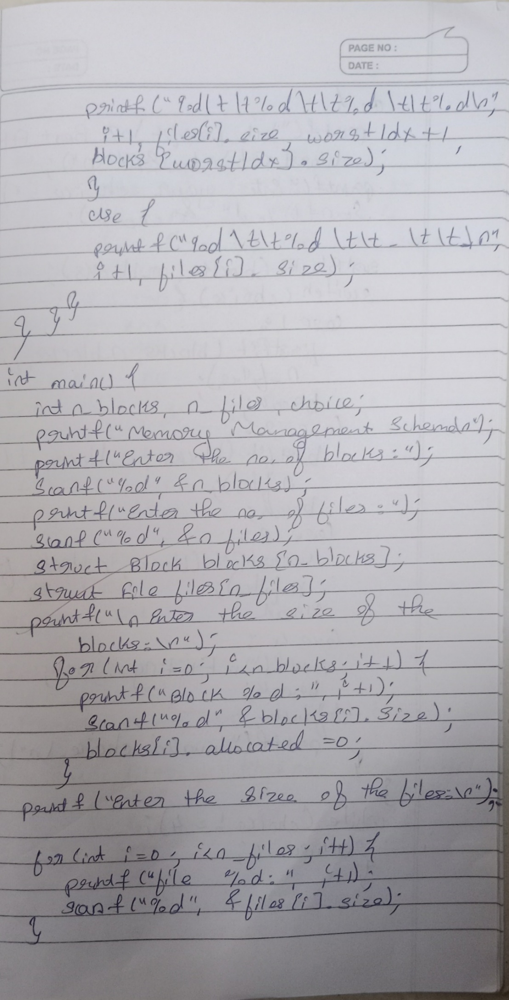 PAGE NO :
DATE :
printf ("%d\t\t%d\t\t%d\t\t%d\n",
i+1, files[i].size, worstIdx+1,
blocks[worstIdx].size);
}
else {
printf("%d\t\t%d\t\t-\t\t-\n",
i+1, files[i].size);
}
}
}
int main() {
int n_blocks, n_files, choice;
printf("Memory Management Scheme\n");
printf("Enter the no. of blocks:");
Scanf("%d", &n_blocks);
printf("Enter the no. of files:");
scanf("%d", &n_files);
struct Block blocks[n_blocks];
struct File files[n_files];
printf("\n Enter the size of the
blocks:\n");
for(int i=0; i<n_blocks; i++) {
printf("Block %d:", i+1);
Scanf("%d", &blocks[i].size);
blocks[i].allocated =0;
}
printf ("Enter the sizee of the files:\n");
for (int i=0; i<n_files; i++) {
printf("file %d:", i+1);
scanf("%d", &files[i].size);
}